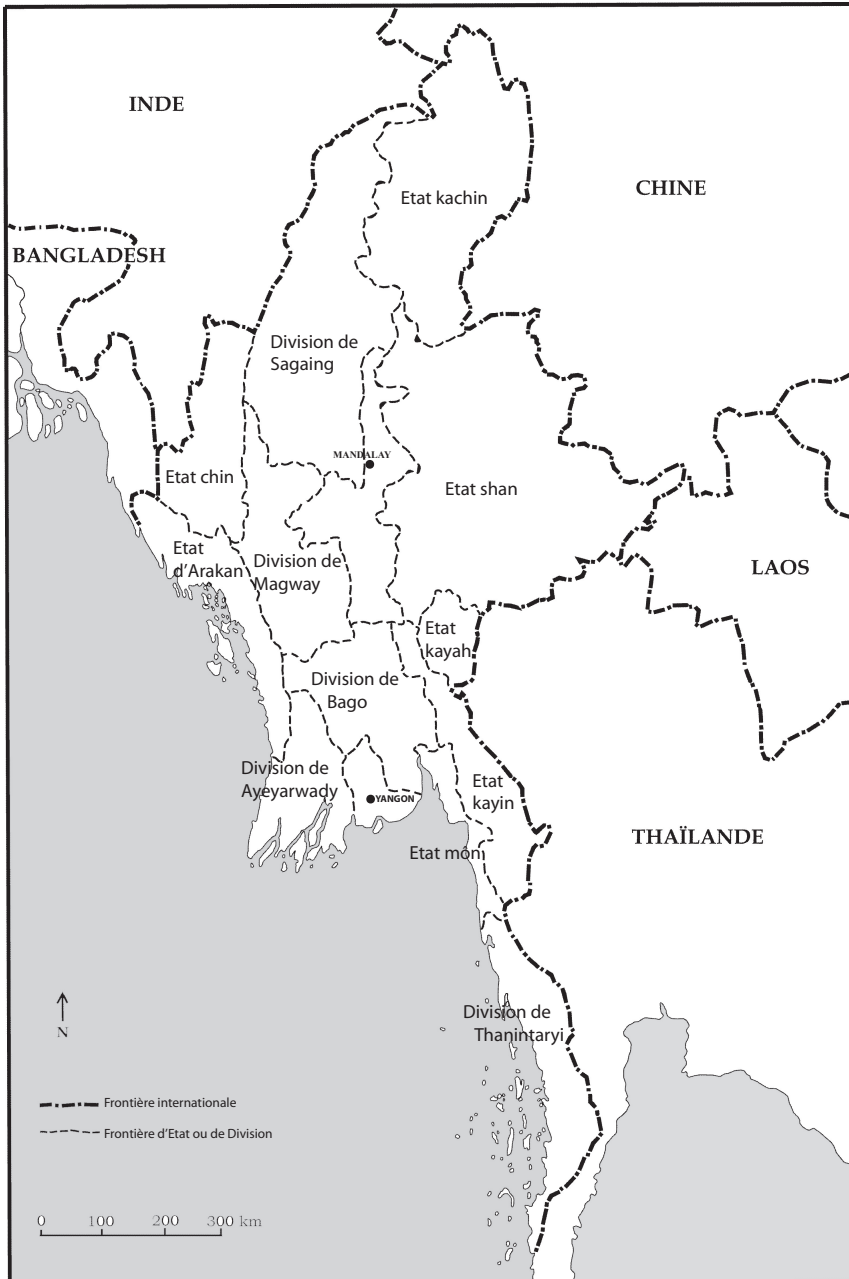 INDE
CHINE
Etat kachin
BANGLADESH
Division de
Sagaing
MANDALAY
Etat chin
Etat shan
Etat
d'Arakan
Division de
Magway
LAOS
Etat
kayah
Division de
Bago
Division de
Ayeyarwady
YANGON
Etat
kayin
THAÏLANDE
Etat môn
Division de
Thanintaryi
N
Frontière internationale
Frontière d'Etat ou de Division
0 100 200 300 km